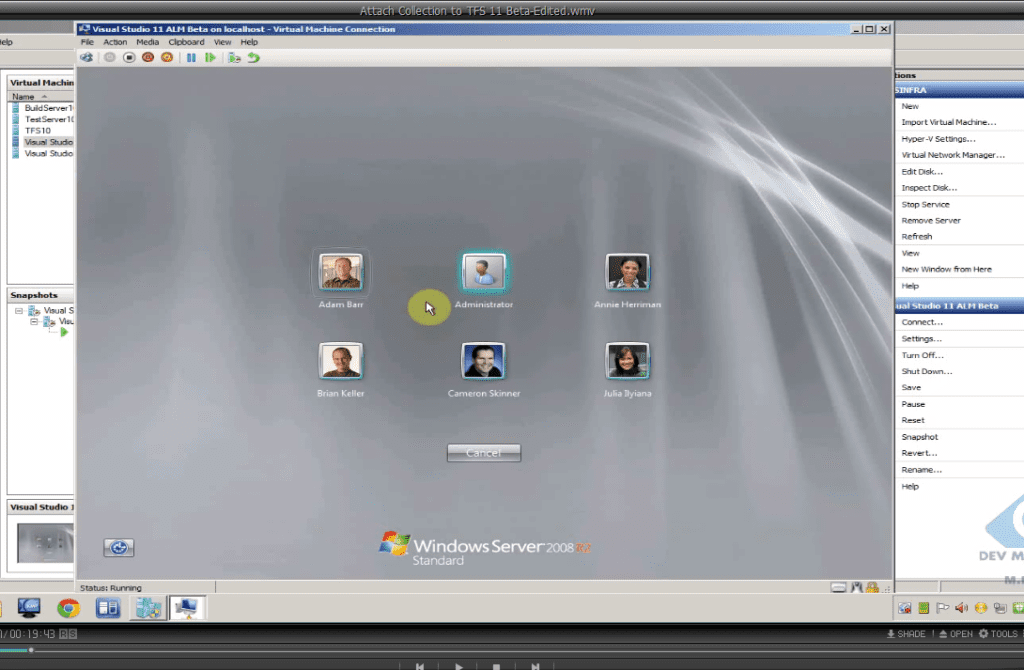 Attach Colection to TFS 11 Beta-Edited.wmv
Visual Studio 11 ALM Beta on localhost - Virtual Machine Connection
File Action Media Clipboard View Help
Help
Virtual Machin
Name
BuildServer1
TestServer10
TFS10
Visual Studio
Visual Studio
Snapshots
Visual S
Visu
Visual Studio 1
Adam Barr
Administrator
Annie Herriman
Brian Keller
Cameron Skinner
Julia Ilyiana
Cancel
Windows Server 2008 R2
Standard
Status: Running
ions
SINFRA
New
Import Virtual Machine...
Hyper-V Settings...
Virtual Network Manager...
Edit Disk...
Inspect Disk...
Stop Service
Remove Server
Refresh
View
New Window from Here
Help
ual Studio 11 ALM Beta
Connect...
Settings...
Turn Off...
Shut Down...
Save
Pause
Reset
Snapshot
Revert...
Rename...
Help
DEV M
M.
/00:19:43
SHADE ! OPEN TOOLS